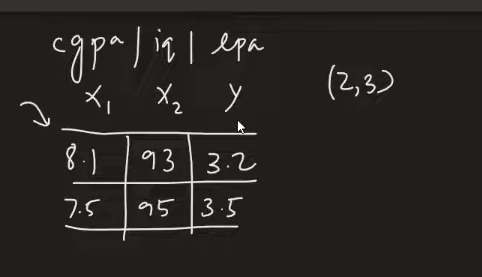 cgpa | iq | lpa
x₁ x₂ y
(2,3)
8.1 93 3.2
7.5 95 3.5